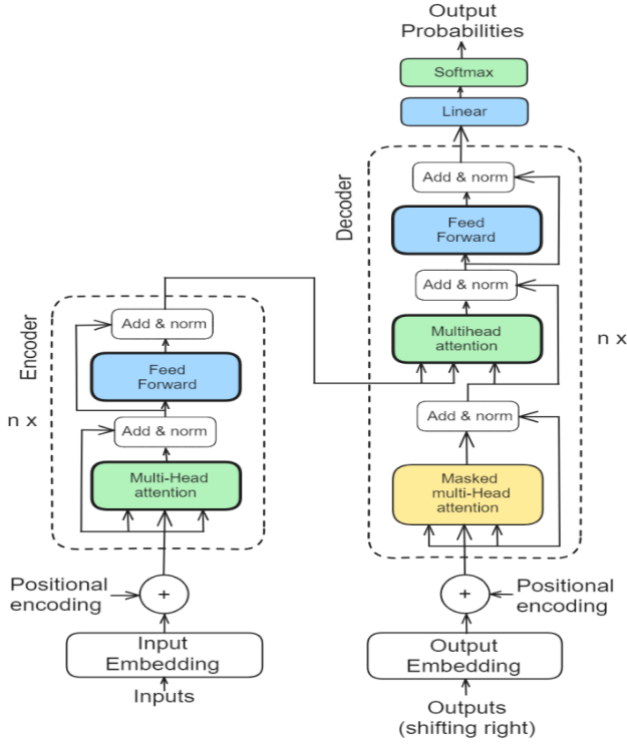 Output
Probabilities
Softmax
Linear
Decoder
Add & norm
Feed
Forward
Add & norm
Multihead
attention
n x
Add & norm
Masked
multi-Head
attention
Positional
encoding
+
Output
Embedding
Outputs
(shifting right)
Encoder
Add & norm
Feed
Forward
n x
Add & norm
Multi-Head
attention
Positional
encoding
+
Input
Embedding
Inputs